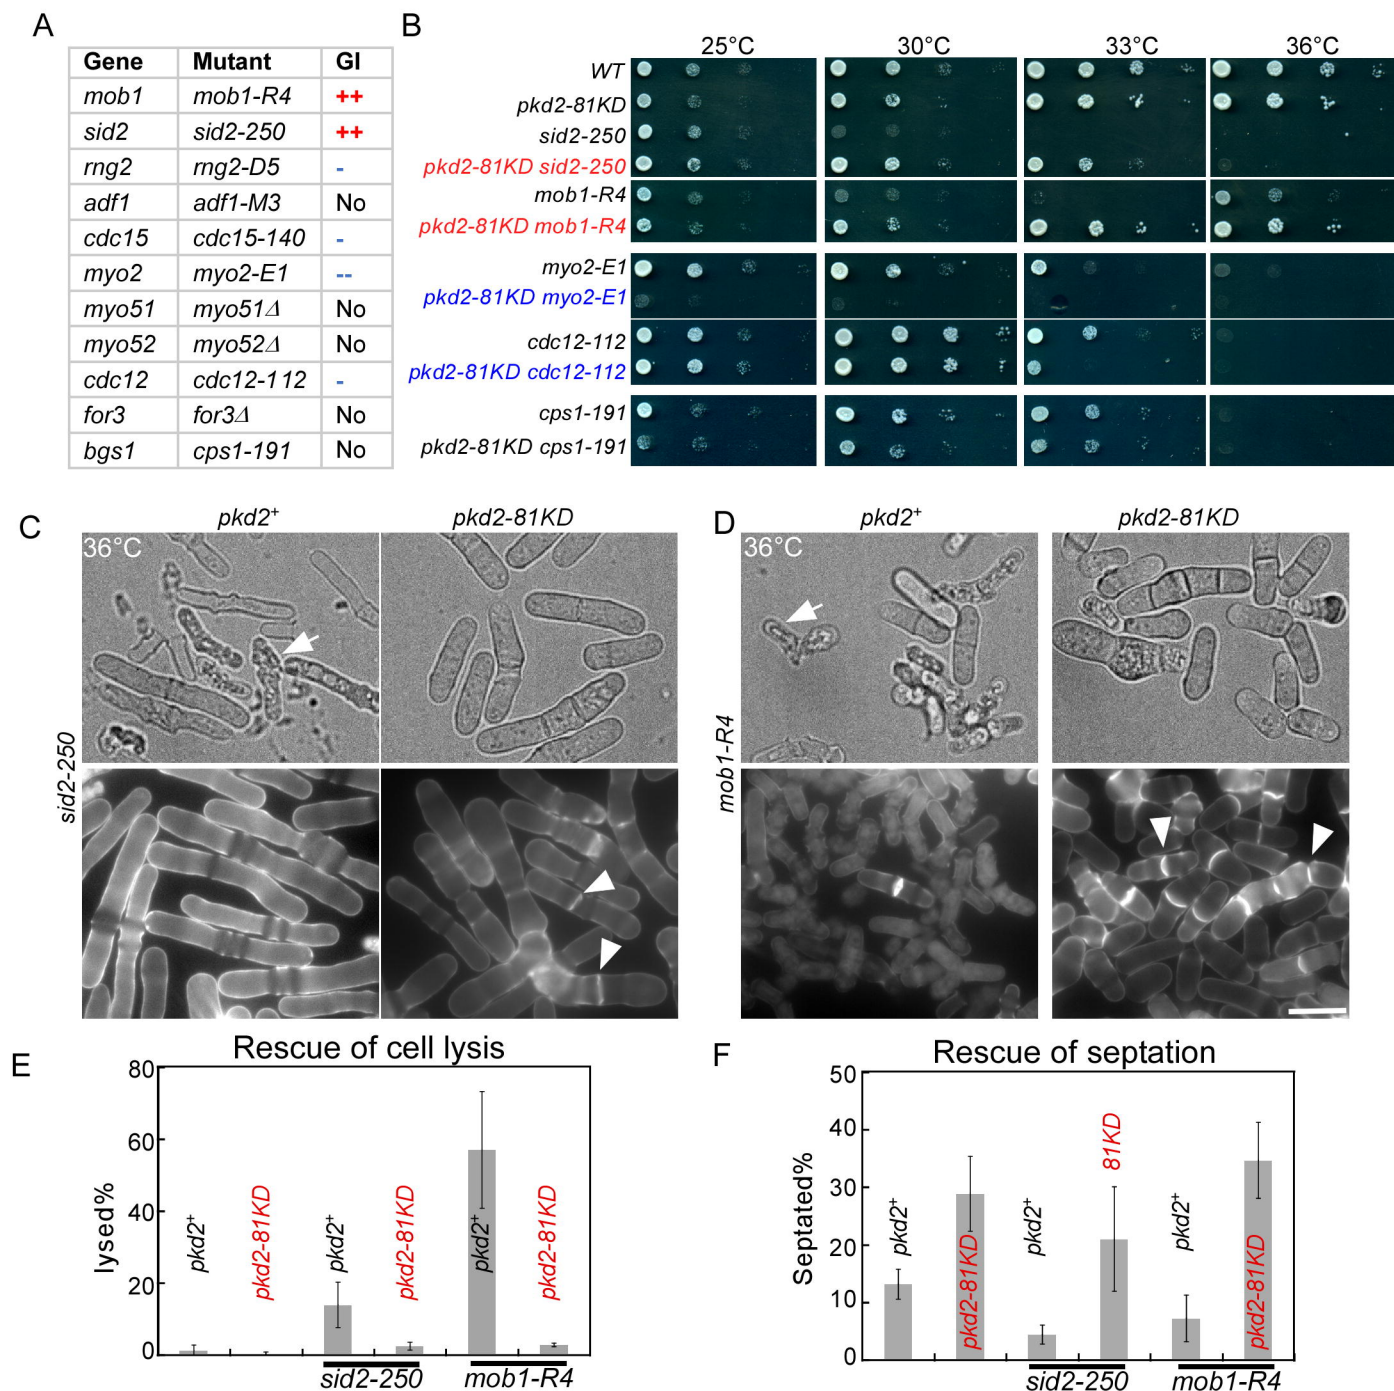 A
Gene Mutant GI
mob1 mob1-R4 ++
sid2 sid2-250 ++
rng2 rng2-D5 -
adf1 adf1-M3 No
cdc15 cdc15-140 -
myo2 myo2-E1 --
myo51 myo51Δ No
myo52 myo52Δ No
cdc12 cdc12-112 -
for3 for3Δ No
bgs1 cps1-191 No
B
25°C 30°C 33°C 36°C
WT
pkd2-81KD
sid2-250
pkd2-81KD sid2-250
mob1-R4
pkd2-81KD mob1-R4
myo2-E1
pkd2-81KD myo2-E1
cdc12-112
pkd2-81KD cdc12-112
cps1-191
pkd2-81KD cps1-191
C
pkd2+ pkd2-81KD
36°C
sid2-250
D
pkd2+ pkd2-81KD
36°C
mob1-R4
E
Rescue of cell lysis
lysed%
80
60
40
20
0
pkd2+ pkd2-81KD pkd2+ pkd2-81KD pkd2+ pkd2-81KD
sid2-250 mob1-R4
F
Rescue of septation
Septated%
50
40
30
20
10
0
pkd2+ pkd2-81KD pkd2+ 81KD pkd2+ pkd2-81KD
sid2-250 mob1-R4